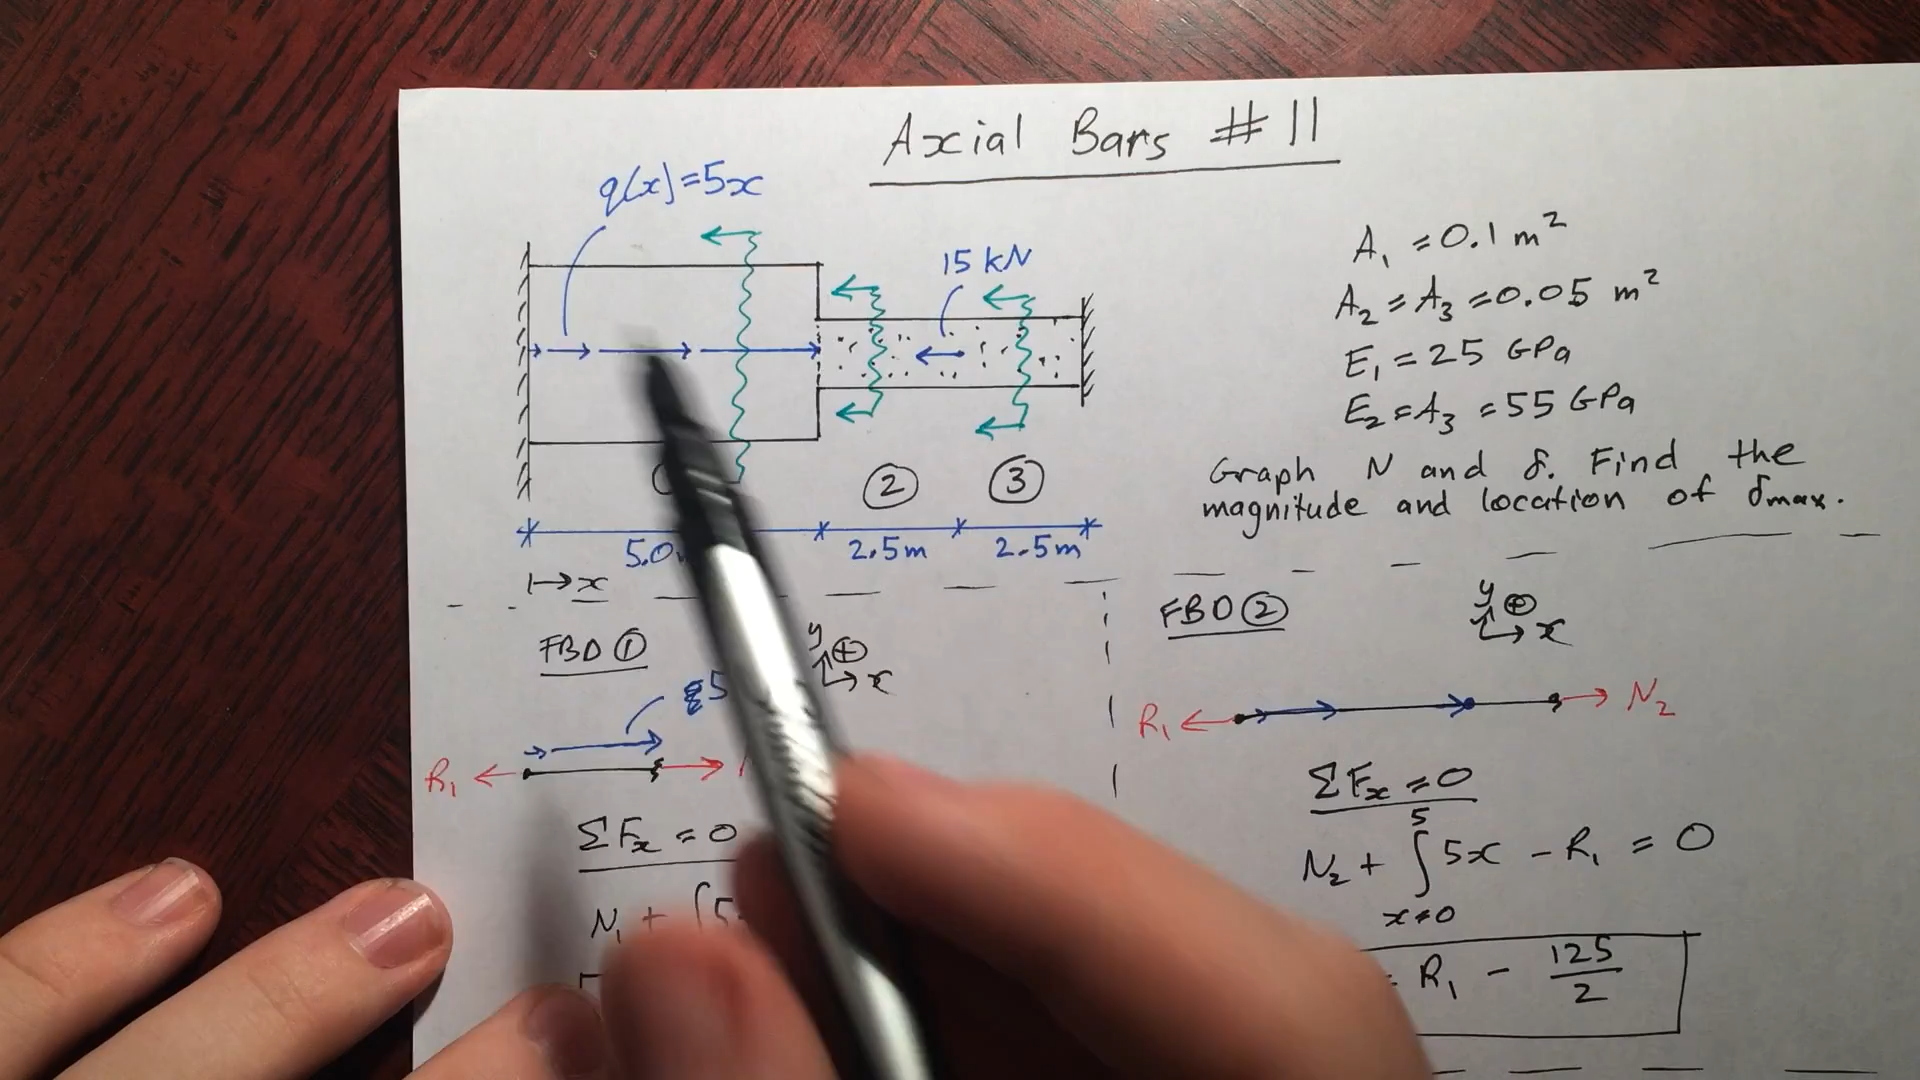 Axial Bars #11
q(x)=5x
15 kN
A₁ = 0.1 m²
A₂ = A₃ = 0.05 m²
E₁ = 25 GPa
E₂ = A₃ = 55 GPa
Graph N and δ. Find the
magnitude and location of δmax.
② ③
2.5m 2.5m
x
FBD ①
y ⊕
x
R₁
ΣFx = 0
FBD ②
y ⊕
x
R₁ N₂
ΣFx = 0
N₂ + ∫ 5x - R₁ = 0
5
x=0
R₁ - 125/2